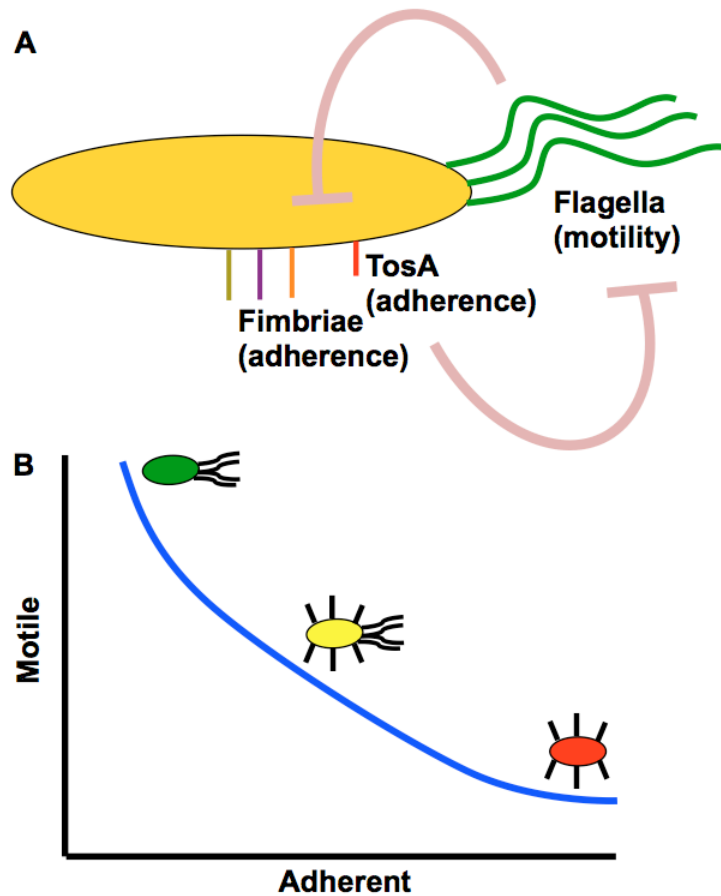 A
Flagella
(motility)
TosA
(adherence)
Fimbriae
(adherence)
B
Motile
Adherent